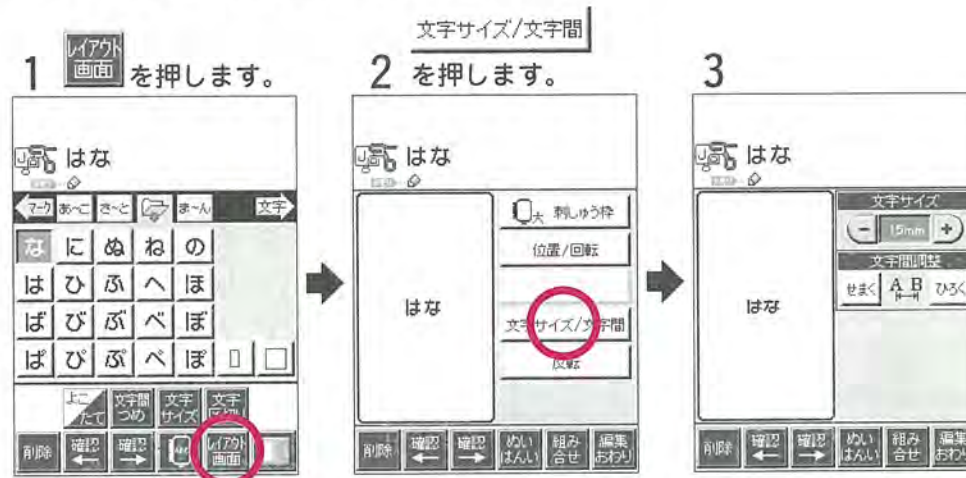 1 レイアウト画面 を押します。
はな
マーク あ~こ さ~と ま~ん 文字
な に ぬ ね の
は ひ ふ へ ほ
ば び ぶ べ ぼ
ぱ ぴ ぷ ぺ ぽ
よこ たて 文字間つめ 文字サイズ 文字
削除 確認 確認 ABC レイアウト画面
2 文字サイズ/文字間 を押します。
はな
大 刺しゅう枠
位置/回転
はな
文字サイズ/文字間
反転
削除 確認 確認 ぬいはんい 組み合せ 編集おわり
3
はな
文字サイズ
- 15mm +
文字間調整
はな
せまく A B ひろく
削除 確認 確認 ぬいはんい 組み合せ 編集おわり